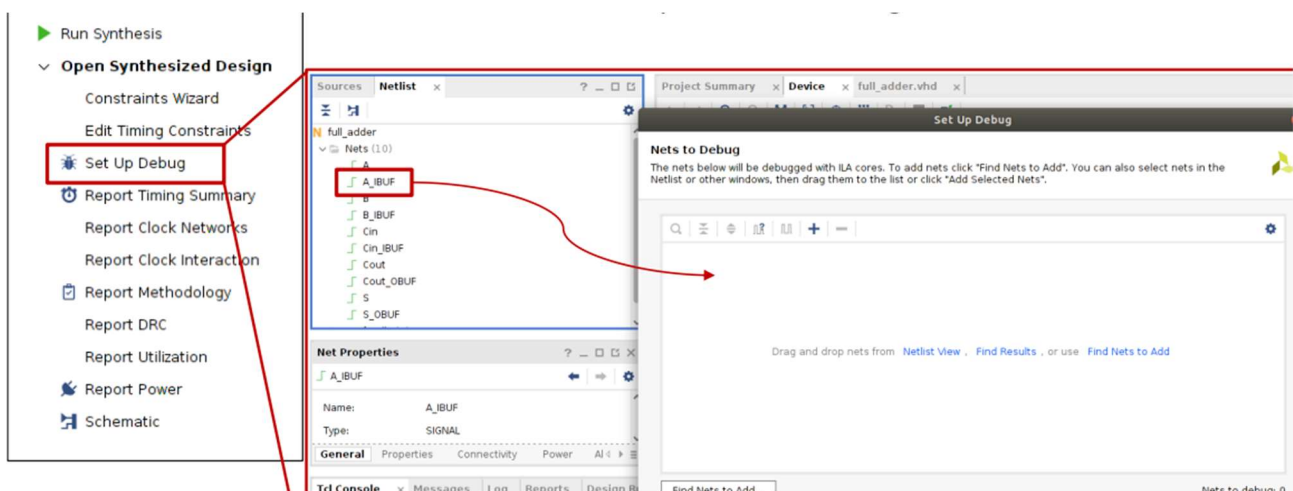 Run Synthesis
Open Synthesized Design
Constraints Wizard
Edit Timing Constraints
Set Up Debug
Report Timing Summary
Report Clock Networks
Report Clock Interaction
Report Methodology
Report DRC
Report Utilization
Report Power
Schematic
Sources Netlist × ? _ □
N full_adder
Nets (10)
A
A_IBUF
B
B_IBUF
Cin
Cin_IBUF
Cout
Cout_OBUF
S
S_OBUF
Net Properties ? _ □ ×
A_IBUF
Name: A_IBUF
Type: SIGNAL
General Properties Connectivity Power Al
Tcl Console × Messages Log Reports Design R
Project Summary × Device × full_adder.vhd ×
Set Up Debug
Nets to Debug
The nets below will be debugged with ILA cores. To add nets click "Find Nets to Add". You can also select nets in the
Netlist or other windows, then drag them to the list or click "Add Selected Nets".
Drag and drop nets from Netlist View , Find Results , or use Find Nets to Add
Find Nets to Add... Nets to debug: 0